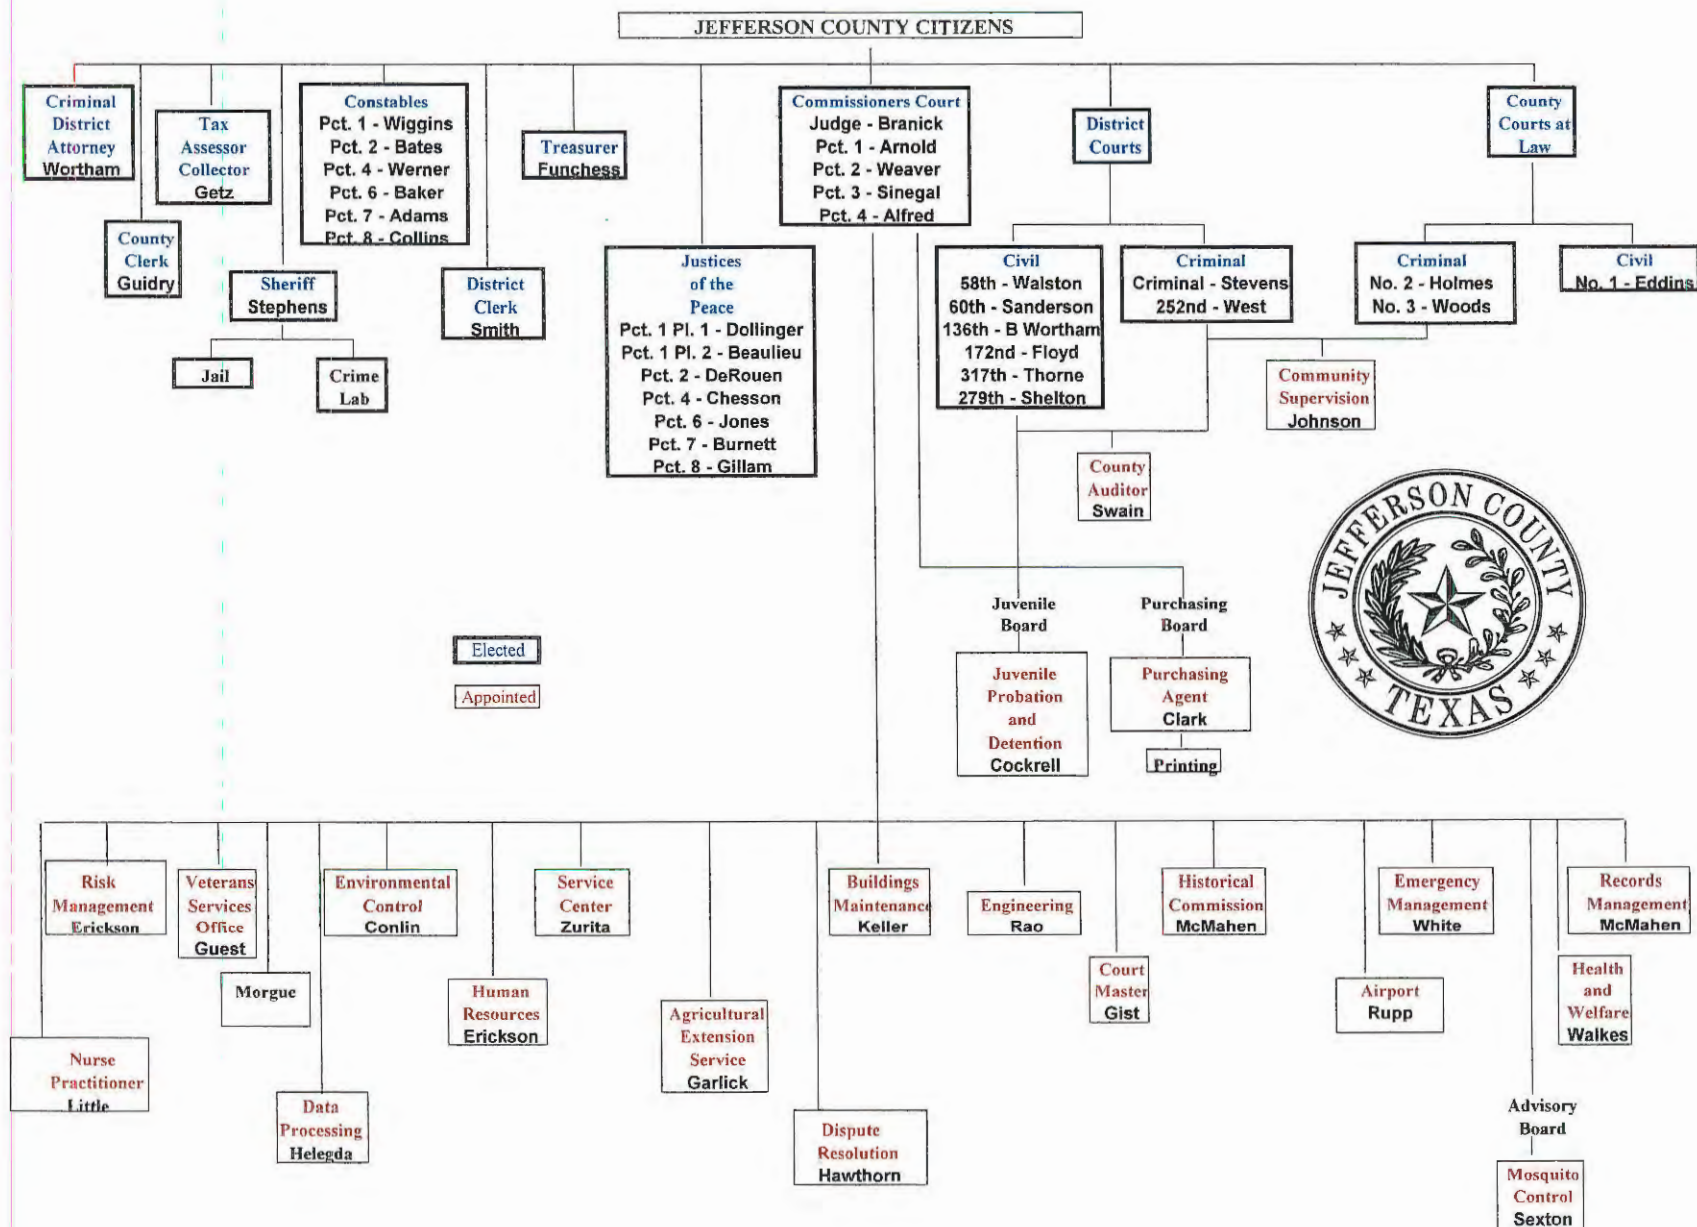 JEFFERSON COUNTY CITIZENS
Criminal
District
Attorney
Wortham
County
Clerk
Guidry
Tax
Assessor
Collector
Getz
Sheriff
Stephens
Jail
Crime
Lab
Constables
Pct. 1 - Wiggins
Pct. 2 - Bates
Pct. 4 - Werner
Pct. 6 - Baker
Pct. 7 - Adams
Pct. 8 - Collins
District
Clerk
Smith
Treasurer
Funchess
Justices
of the
Peace
Pct. 1 Pl. 1 - Dollinger
Pct. 1 Pl. 2 - Beaulieu
Pct. 2 - DeRouen
Pct. 4 - Chesson
Pct. 6 - Jones
Pct. 7 - Burnett
Pct. 8 - Gillam
Commissioners Court
Judge - Branick
Pct. 1 - Arnold
Pct. 2 - Weaver
Pct. 3 - Sinegal
Pct. 4 - Alfred
District
Courts
Civil
58th - Walston
60th - Sanderson
136th - B Wortham
172nd - Floyd
317th - Thorne
279th - Shelton
Criminal
Criminal - Stevens
252nd - West
County
Courts at
Law
Criminal
No. 2 - Holmes
No. 3 - Woods
Civil
No. 1 - Eddins
Community
Supervision
Johnson
County
Auditor
Swain
Juvenile
Board
Juvenile
Probation
and
Detention
Cockrell
Purchasing
Board
Purchasing
Agent
Clark
Printing
JEFFERSON COUNTY
TEXAS
Elected
Appointed
Risk
Management
Erickson
Veterans
Services
Office
Guest
Environmental
Control
Conlin
Service
Center
Zurita
Buildings
Maintenance
Keller
Engineering
Rao
Historical
Commission
McMahen
Emergency
Management
White
Records
Management
McMahen
Nurse
Practitioner
Little
Morgue
Data
Processing
Helegda
Human
Resources
Erickson
Agricultural
Extension
Service
Garlick
Dispute
Resolution
Hawthorn
Court
Master
Gist
Airport
Rupp
Health
and
Welfare
Walkes
Advisory
Board
Mosquito
Control
Sexton